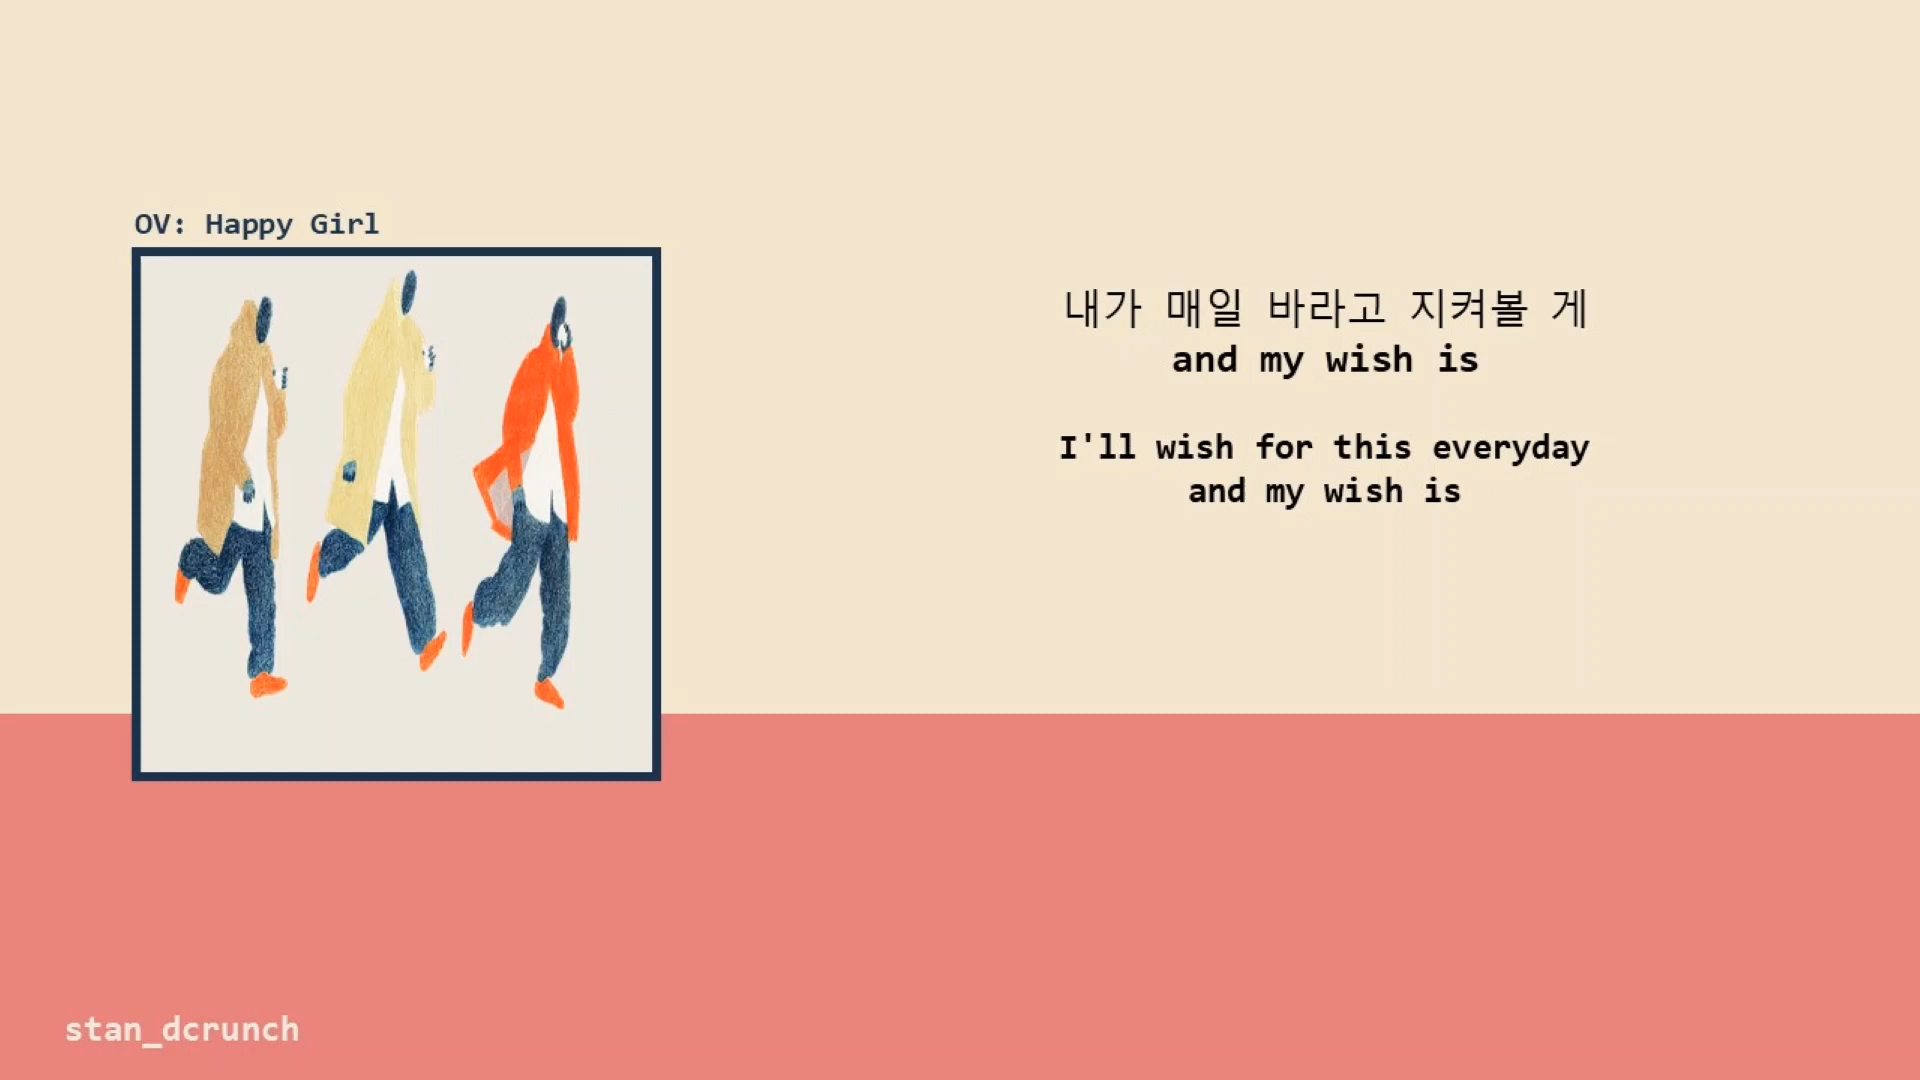 OV: Happy Girl
내가 매일 바라고 지켜볼 게
and my wish is
I'll wish for this everyday
and my wish is
stan_dcrunch